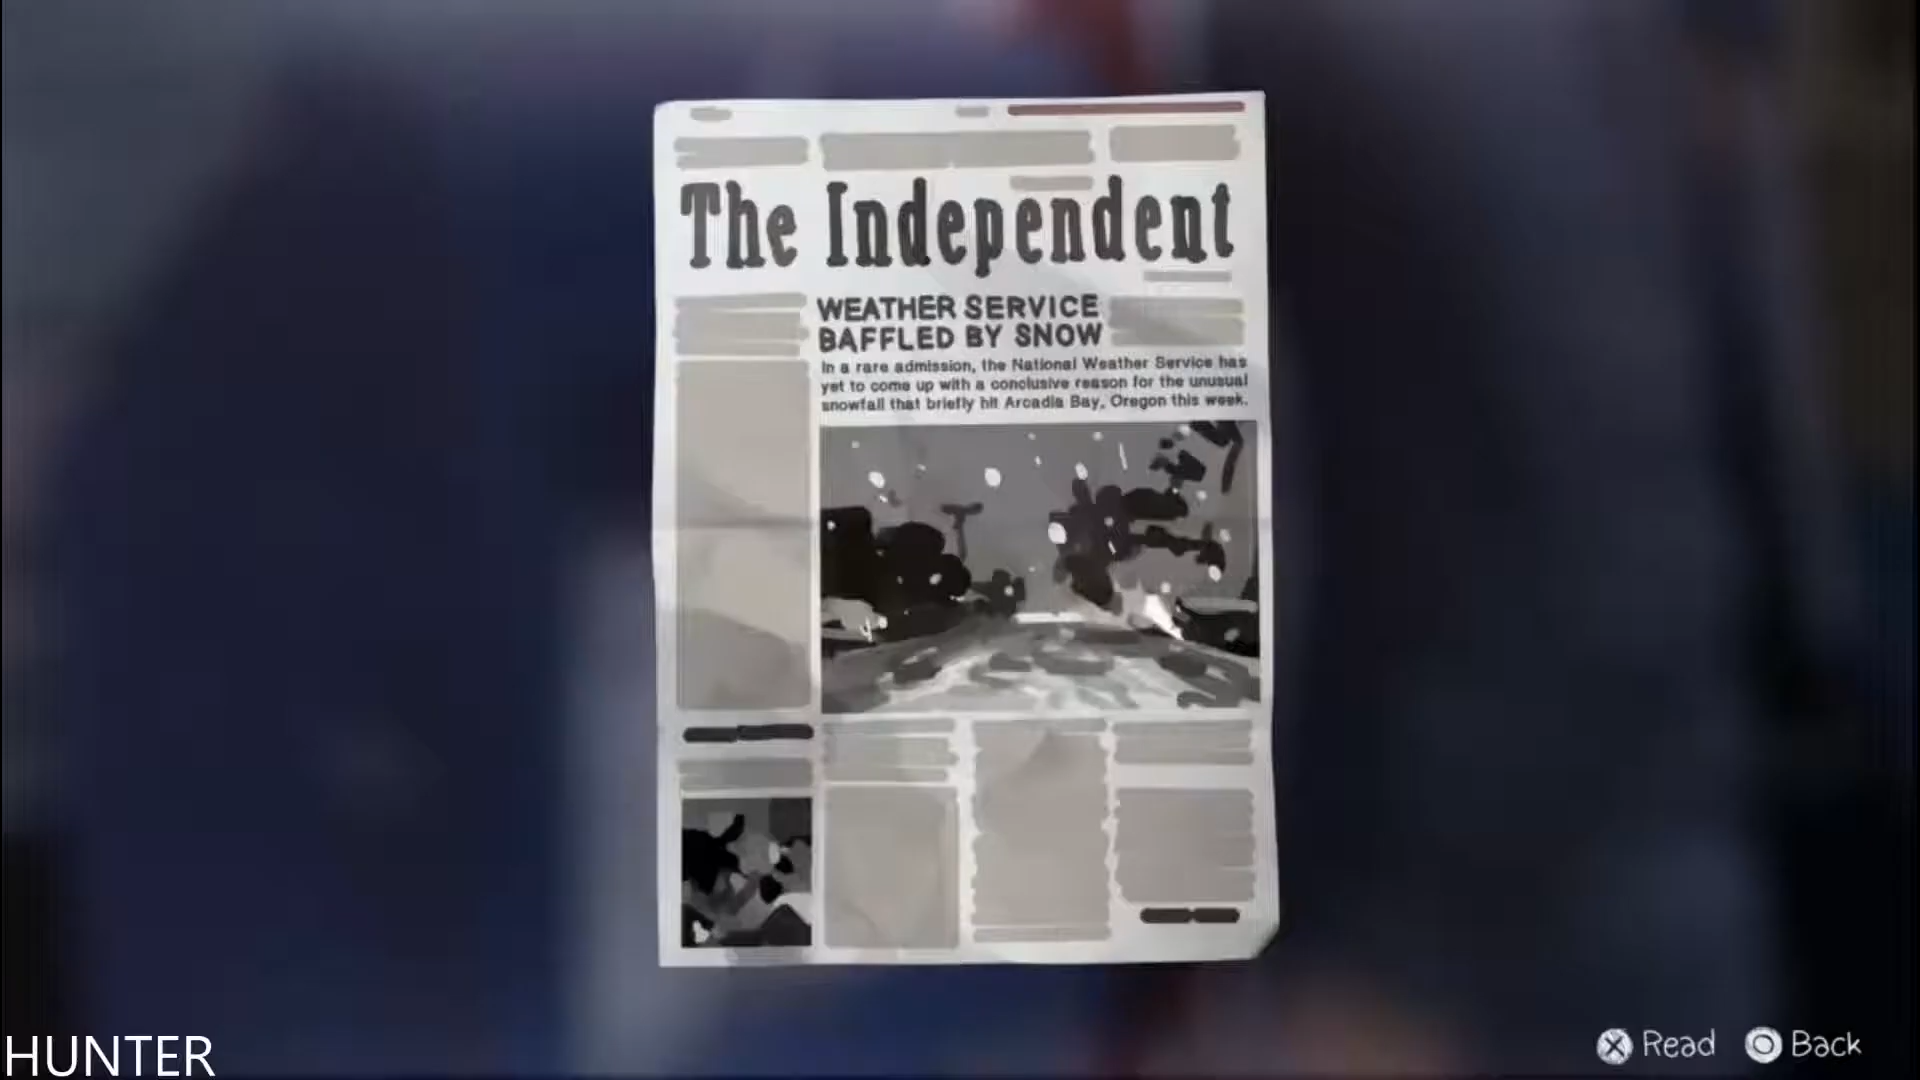 The Independent
WEATHER SERVICE
BAFFLED BY SNOW
In a rare admission, the National Weather Service has
yet to come up with a conclusive reason for the unusual
snowfall that briefly hit Arcadia Bay, Oregon this week.
HUNTER
Read
Back